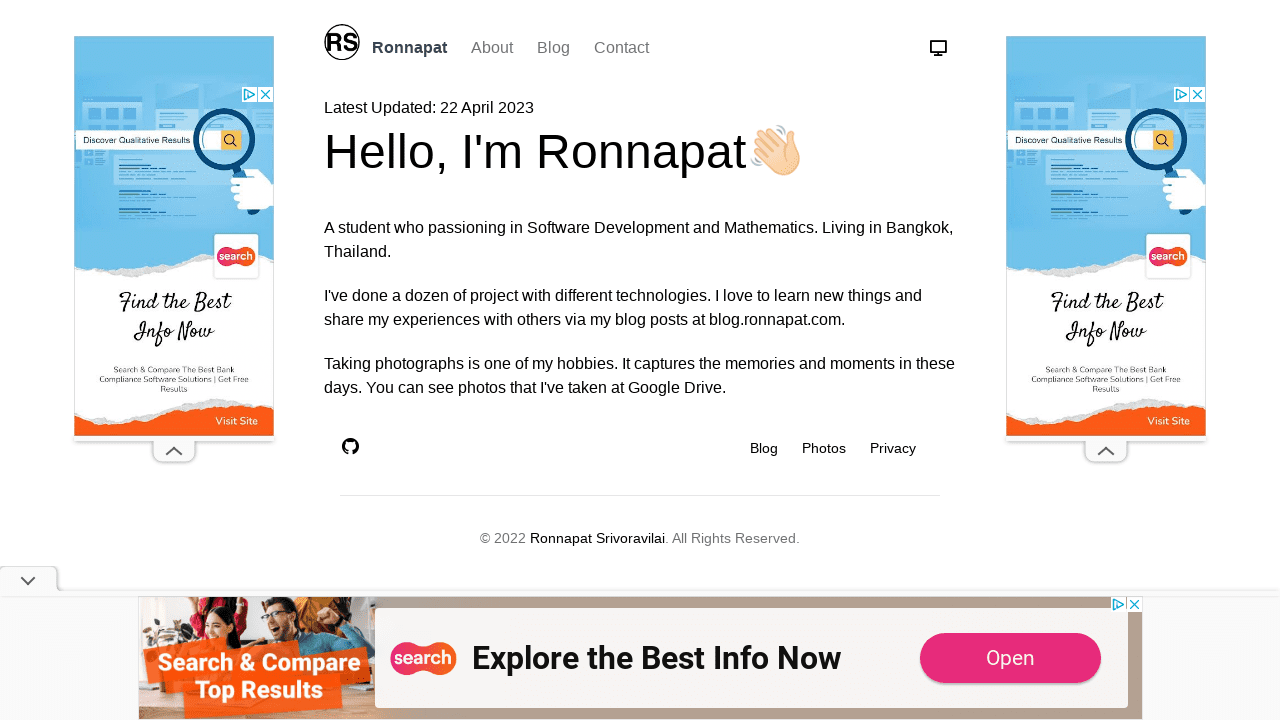 RS
Ronnapat
About
Blog
Contact
Latest Updated: 22 April 2023
Hello, I'm Ronnapat👋🏼
A student who passioning in Software Development and Mathematics. Living in Bangkok,
Thailand.
I've done a dozen of project with different technologies. I love to learn new things and
share my experiences with others via my blog posts at blog.ronnapat.com.
Taking photographs is one of my hobbies. It captures the memories and moments in these
days. You can see photos that I've taken at Google Drive.
Blog
Photos
Privacy
© 2022 Ronnapat Srivoravilai. All Rights Reserved.
Discover Qualitative Results
search
Find the Best
Info Now
Search & Compare The Best Bank
Compliance Software Solutions | Get Free
Results
Visit Site
Discover Qualitative Results
search
Find the Best
Info Now
Search & Compare The Best Bank
Compliance Software Solutions | Get Free
Results
Visit Site
Search & Compare
Top Results
search
Explore the Best Info Now
Open